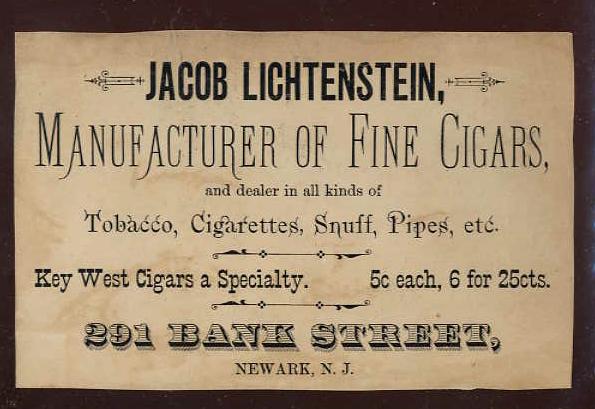 JACOB LICHTENSTEIN,
MANUFACTURER OF FINE CIGARS,
and dealer in all kinds of
Tobacco, Cigarettes, Snuff, Pipes, etc.
Key West Cigars a Specialty. 5c each, 6 for 25cts.
291 BANK STREET,
NEWARK, N. J.